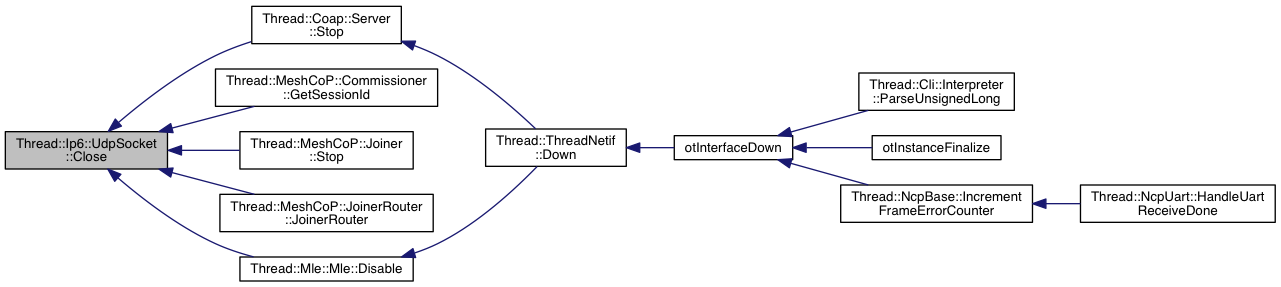 Thread::Coap::Server
::Stop
Thread::MeshCoP::Commissioner
::GetSessionId
Thread::Ip6::UdpSocket
::Close
Thread::MeshCoP::Joiner
::Stop
Thread::MeshCoP::JoinerRouter
::JoinerRouter
Thread::Mle::Mle::Disable
Thread::ThreadNetif
::Down
otInterfaceDown
Thread::Cli::Interpreter
::ParseUnsignedLong
otInstanceFinalize
Thread::NcpBase::Increment
FrameErrorCounter
Thread::NcpUart::HandleUart
ReceiveDone